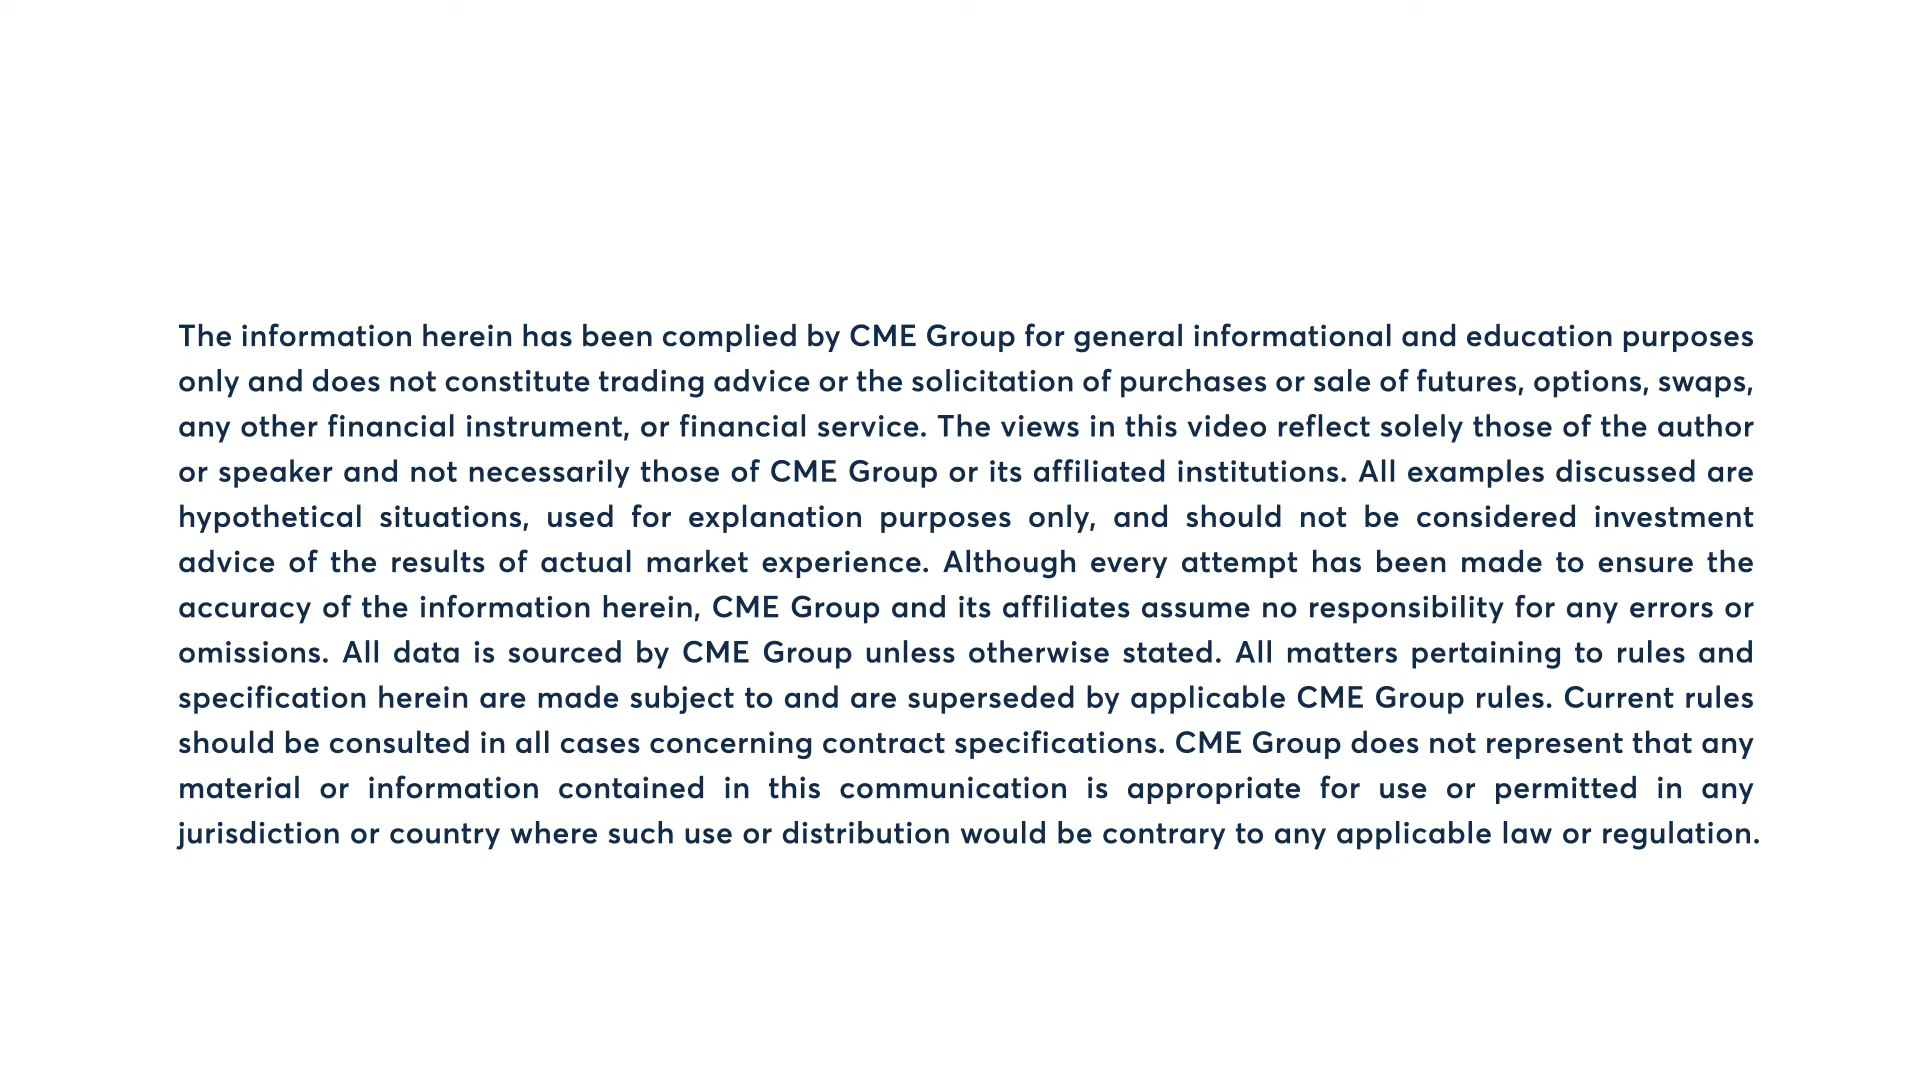 The information herein has been complied by CME Group for general informational and education purposes
only and does not constitute trading advice or the solicitation of purchases or sale of futures, options, swaps,
any other financial instrument, or financial service. The views in this video reflect solely those of the author
or speaker and not necessarily those of CME Group or its affiliated institutions. All examples discussed are
hypothetical situations, used for explanation purposes only, and should not be considered investment
advice of the results of actual market experience. Although every attempt has been made to ensure the
accuracy of the information herein, CME Group and its affiliates assume no responsibility for any errors or
omissions. All data is sourced by CME Group unless otherwise stated. All matters pertaining to rules and
specification herein are made subject to and are superseded by applicable CME Group rules. Current rules
should be consulted in all cases concerning contract specifications. CME Group does not represent that any
material or information contained in this communication is appropriate for use or permitted in any
jurisdiction or country where such use or distribution would be contrary to any applicable law or regulation.